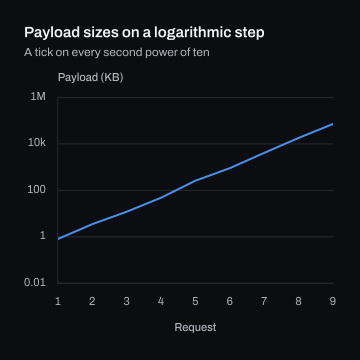 Payload sizes on a logarithmic step
A tick on every second power of ten
Payload (KB)
1M
10k
100
1
0.01
1 2 3 4 5 6 7 8 9
Request